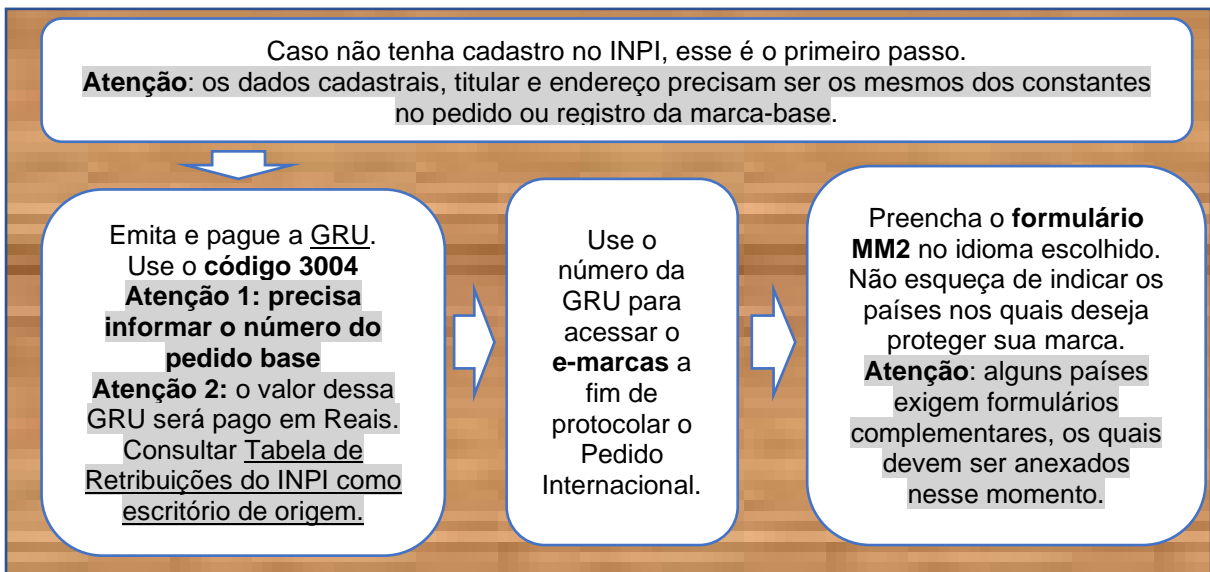 Caso não tenha cadastro no INPI, esse é o primeiro passo.
Atenção: os dados cadastrais, titular e endereço precisam ser os mesmos dos constantes
no pedido ou registro da marca-base.
Emita e pague a GRU.
Use o código 3004
Atenção 1: precisa
informar o número do
pedido base
Atenção 2: o valor dessa
GRU será pago em Reais.
Consultar Tabela de
Retribuições do INPI como
escritório de origem.
Use o
número da
GRU para
acessar o
e-marcas a
fim de
protocolar o
Pedido
Internacional.
Preencha o formulário
MM2 no idioma escolhido.
Não esqueça de indicar os
países nos quais deseja
proteger sua marca.
Atenção: alguns países
exigem formulários
complementares, os quais
devem ser anexados
nesse momento.